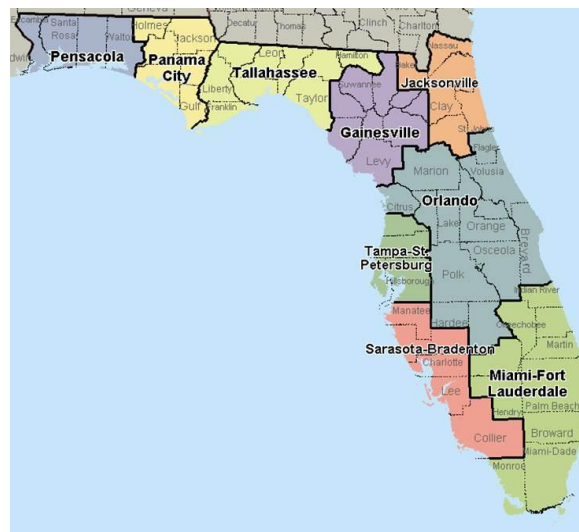 Geneva
Escambia
Santa
Rosa
Walton
Holmes
Jackson
Decatur
Thomas
Clinch
Charlton
Pensacola
Panama
City
Gulf
Leon
Liberty
Franklin
Tallahassee
Hamilton
Taylor
Suwannee
Gainesville
Levy
Nassau
Baker
Jacksonville
Clay
St. Johns
Flagler
Marion
Volusia
Citrus
Orlando
Lake
Orange
Brevard
Osceola
Tampa-St.
Petersburg
Hillsborough
Polk
Indian River
Manatee
Hardee
Okeechobee
Martin
Sarasota-Bradenton
Charlotte
Miami-Fort
Lauderdale
Lee
Hendry
Palm Beach
Collier
Broward
Miami-Dade
Monroe